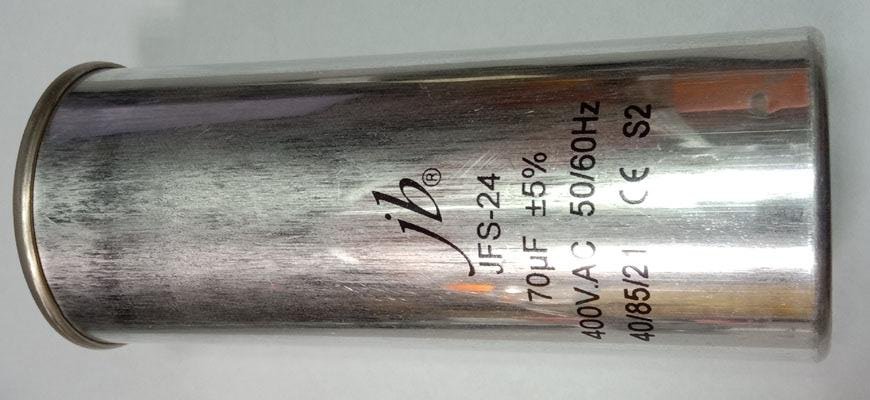 jb®
JFS-24
70µF ±5%
400V.AC 50/60Hz
40/85/21 CE S2